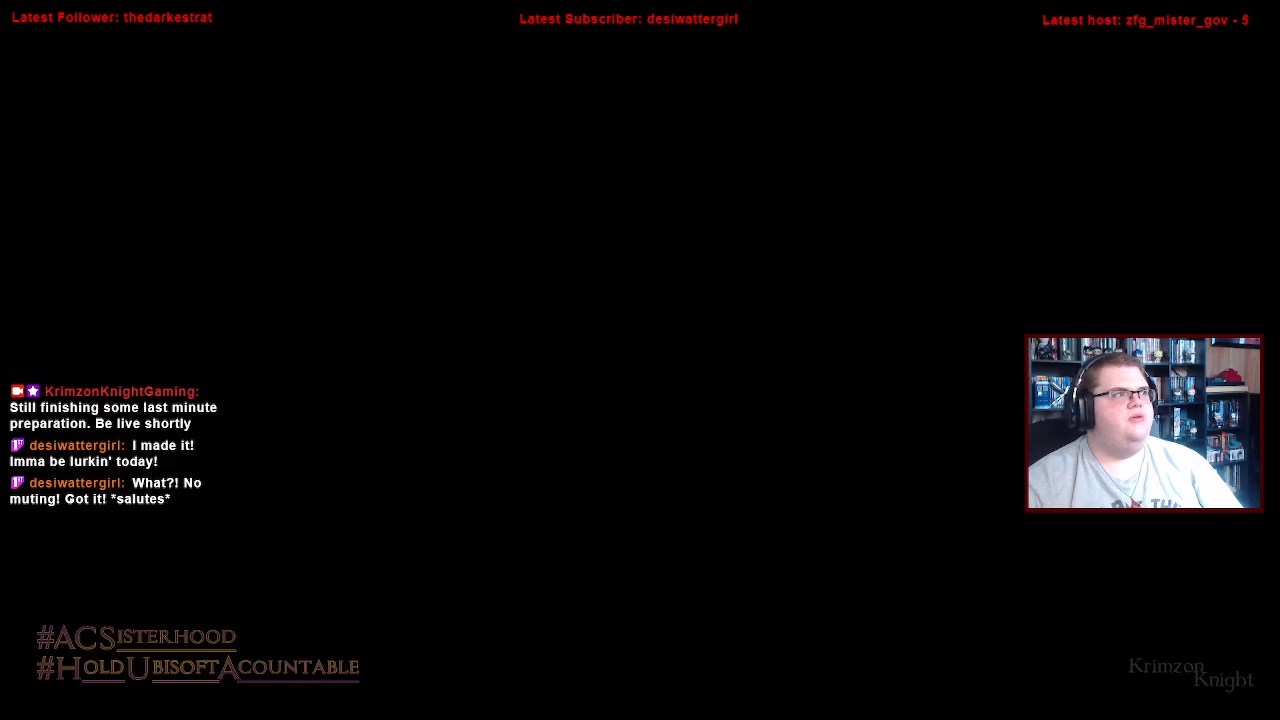 Latest Follower: thedarkestrat
Latest Subscriber: desiwattergirl
Latest host: zfg_mister_gov - 5
KrimzonKnightGaming:
Still finishing some last minute
preparation. Be live shortly
desiwattergirl: I made it!
Imma be lurkin' today!
desiwattergirl: What?! No
muting! Got it! *salutes*
#ACSisterhood
#HoldUbisoftAcountable
Krimzon
Knight